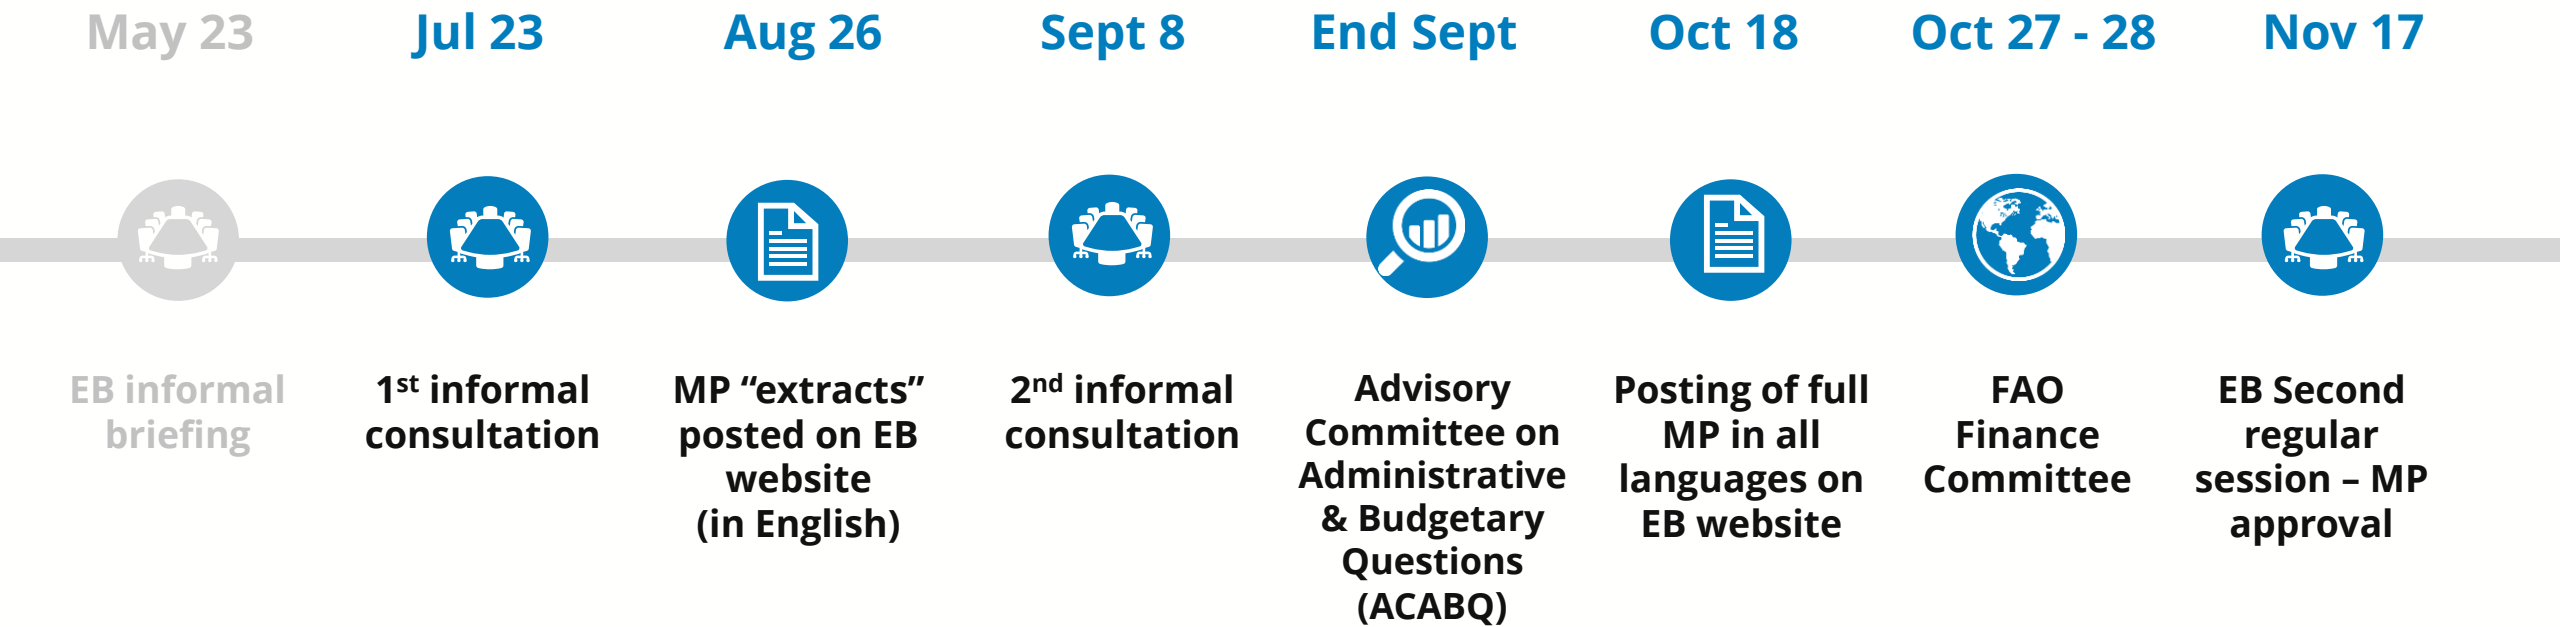 May 23
Jul 23
Aug 26
Sept 8
End Sept
Oct 18
Oct 27 - 28
Nov 17
EB informal
briefing
1st informal
consultation
MP “extracts”
posted on EB
website
(in English)
2nd informal
consultation
Advisory
Committee on
Administrative
& Budgetary
Questions
(ACABQ)
Posting of full
MP in all
languages on
EB website
FAO
Finance
Committee
EB Second
regular
session – MP
approval